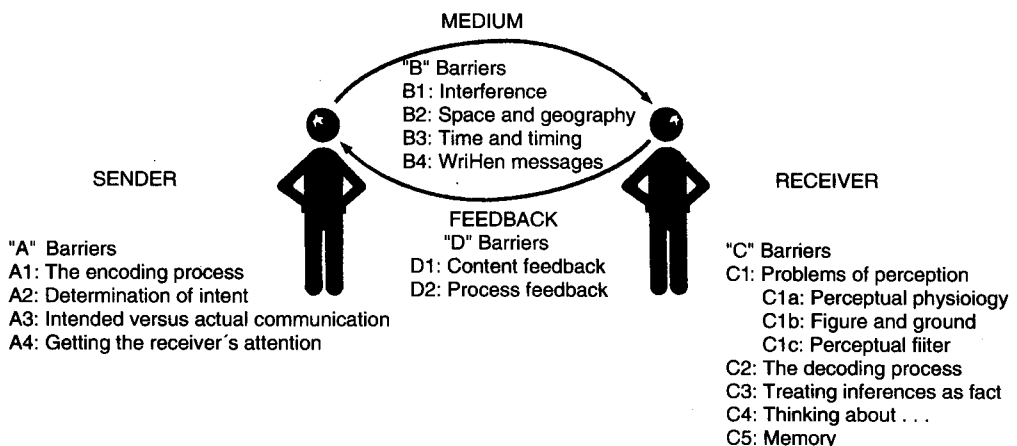 MEDIUM
"B" Barriers
B1: Interference
B2: Space and geography
B3: Time and timing
B4: WriHen messages
SENDER
RECEIVER
FEEDBACK
"D" Barriers
D1: Content feedback
D2: Process feedback
"A" Barriers
A1: The encoding process
A2: Determination of intent
A3: Intended versus actual communication
A4: Getting the receiver´s attention
"C" Barriers
C1: Problems of perception
C1a: Perceptual physioiogy
C1b: Figure and ground
C1c: Perceptual fiiter
C2: The decoding process
C3: Treating inferences as fact
C4: Thinking about . . .
C5: Memory